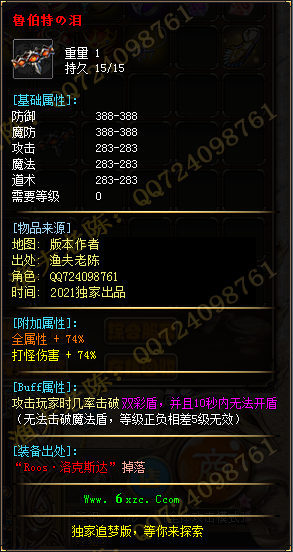 鲁伯特の泪
重量 1
持久 15/15
[基础属性]:
防御 388-388
魔防 388-388
攻击 283-283
魔法 283-283
道术 283-283
需要等级 0
[物品来源]
地图: 版本作者
出处: 渔夫老陈
角色: QQ724098761
时间: 2021独家出品
[附加属性]:
全属性 + 74%
打怪伤害 + 74%
[Buff属性]:
攻击玩家时几率击破双彩盾,并且10秒内无法开盾
(无法击破魔法盾,等级正负相差5级无效)
[装备出处]:
“Boos·洛克斯达”掉落
Www. 6xzc. Ccom
独家追梦版,等你来探索